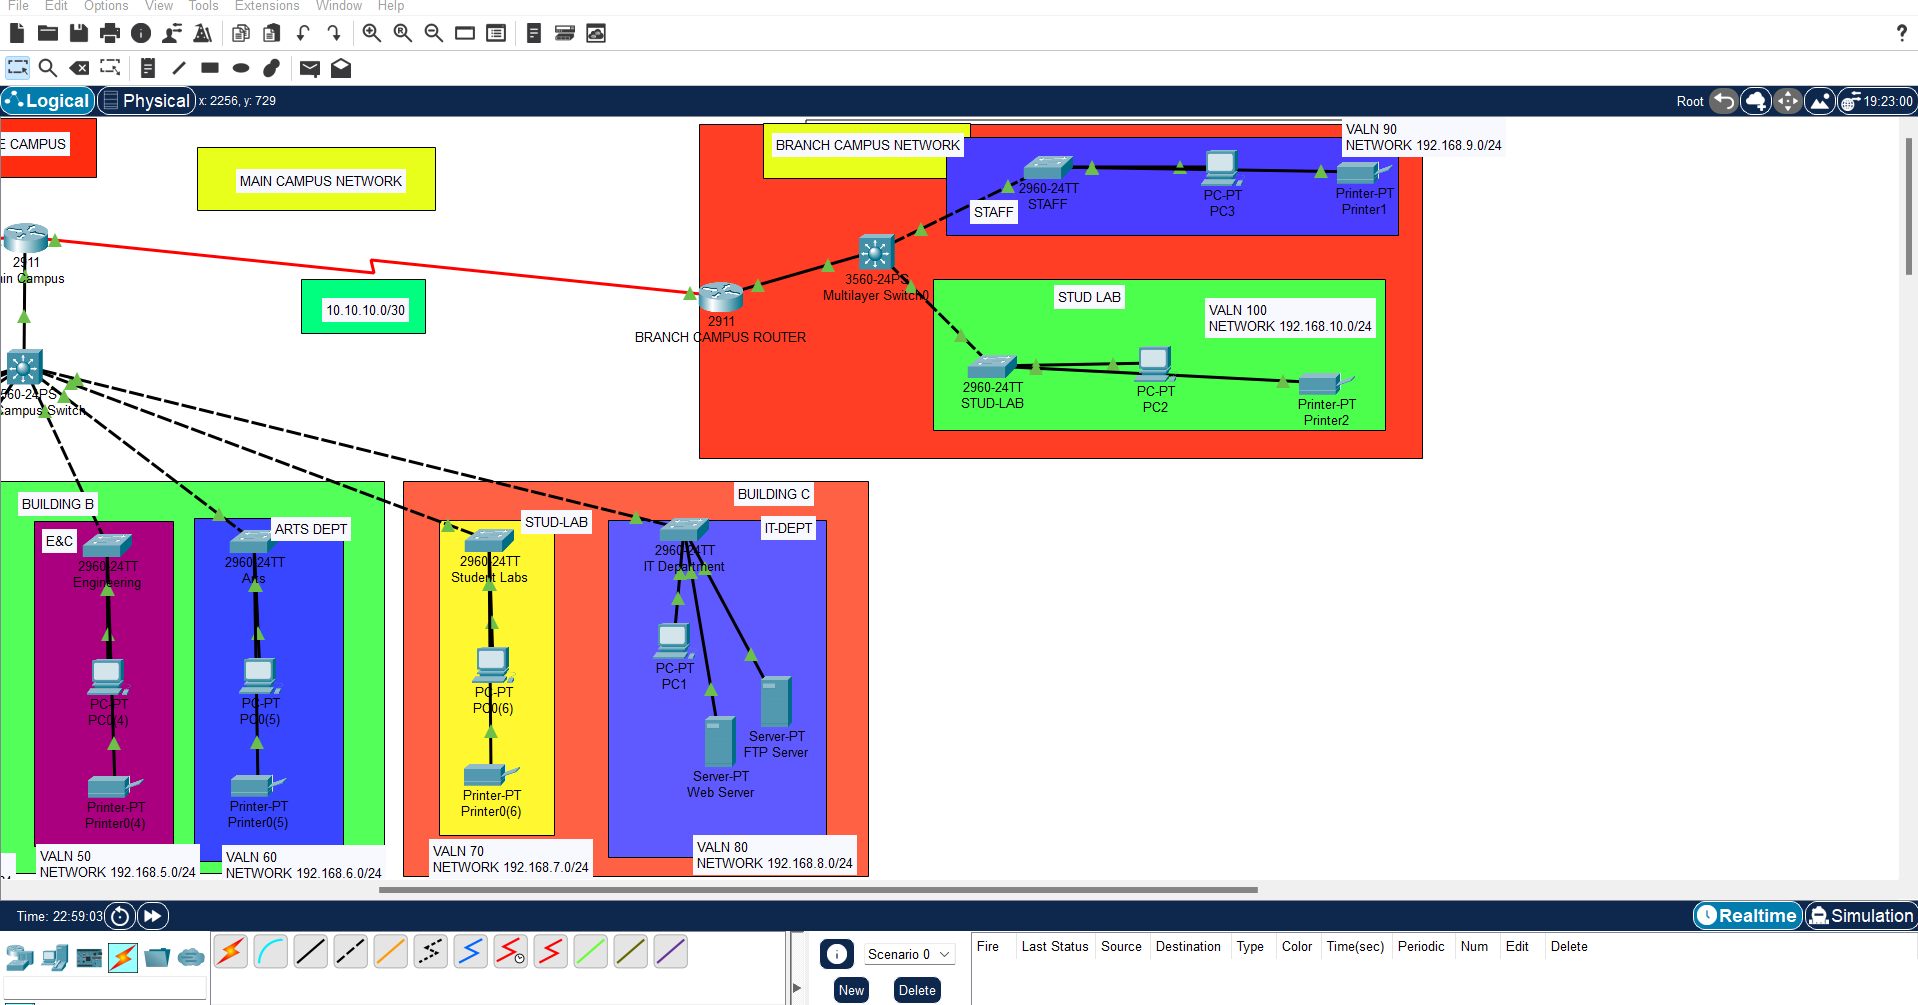 File Edit Options View Tools Extensions Window Help
Logical Physical x: 2256, y: 729
Root 19:23:00
E CAMPUS
MAIN CAMPUS NETWORK
BRANCH CAMPUS NETWORK
VALN 90
NETWORK 192.168.9.0/24
2960-24TT
STAFF
STAFF
PC-PT
PC3
Printer-PT
Printer1
2911
ain Campus
10.10.10.0/30
3560-24PS
Multilayer Switch0
2911
BRANCH CAMPUS ROUTER
STUD LAB
VALN 100
NETWORK 192.168.10.0/24
2960-24TT
STUD-LAB
PC-PT
PC2
Printer-PT
Printer2
560-24PS
Campus Switch
BUILDING B
E&C
2960-24TT
Engineering
PC-PT
PC0(4)
Printer-PT
Printer0(4)
VALN 50
NETWORK 192.168.5.0/24
ARTS DEPT
2960-24TT
Arts
PC-PT
PC0(5)
Printer-PT
Printer0(5)
VALN 60
NETWORK 192.168.6.0/24
BUILDING C
STUD-LAB
2960-24TT
Student Labs
PC-PT
PC0(6)
Printer-PT
Printer0(6)
VALN 70
NETWORK 192.168.7.0/24
IT-DEPT
2960-24TT
IT Department
PC-PT
PC1
Server-PT
FTP Server
Server-PT
Web Server
VALN 80
NETWORK 192.168.8.0/24
Time: 22:59:03
Realtime Simulation
Scenario 0
New Delete
Fire Last Status Source Destination Type Color Time(sec) Periodic Num Edit Delete